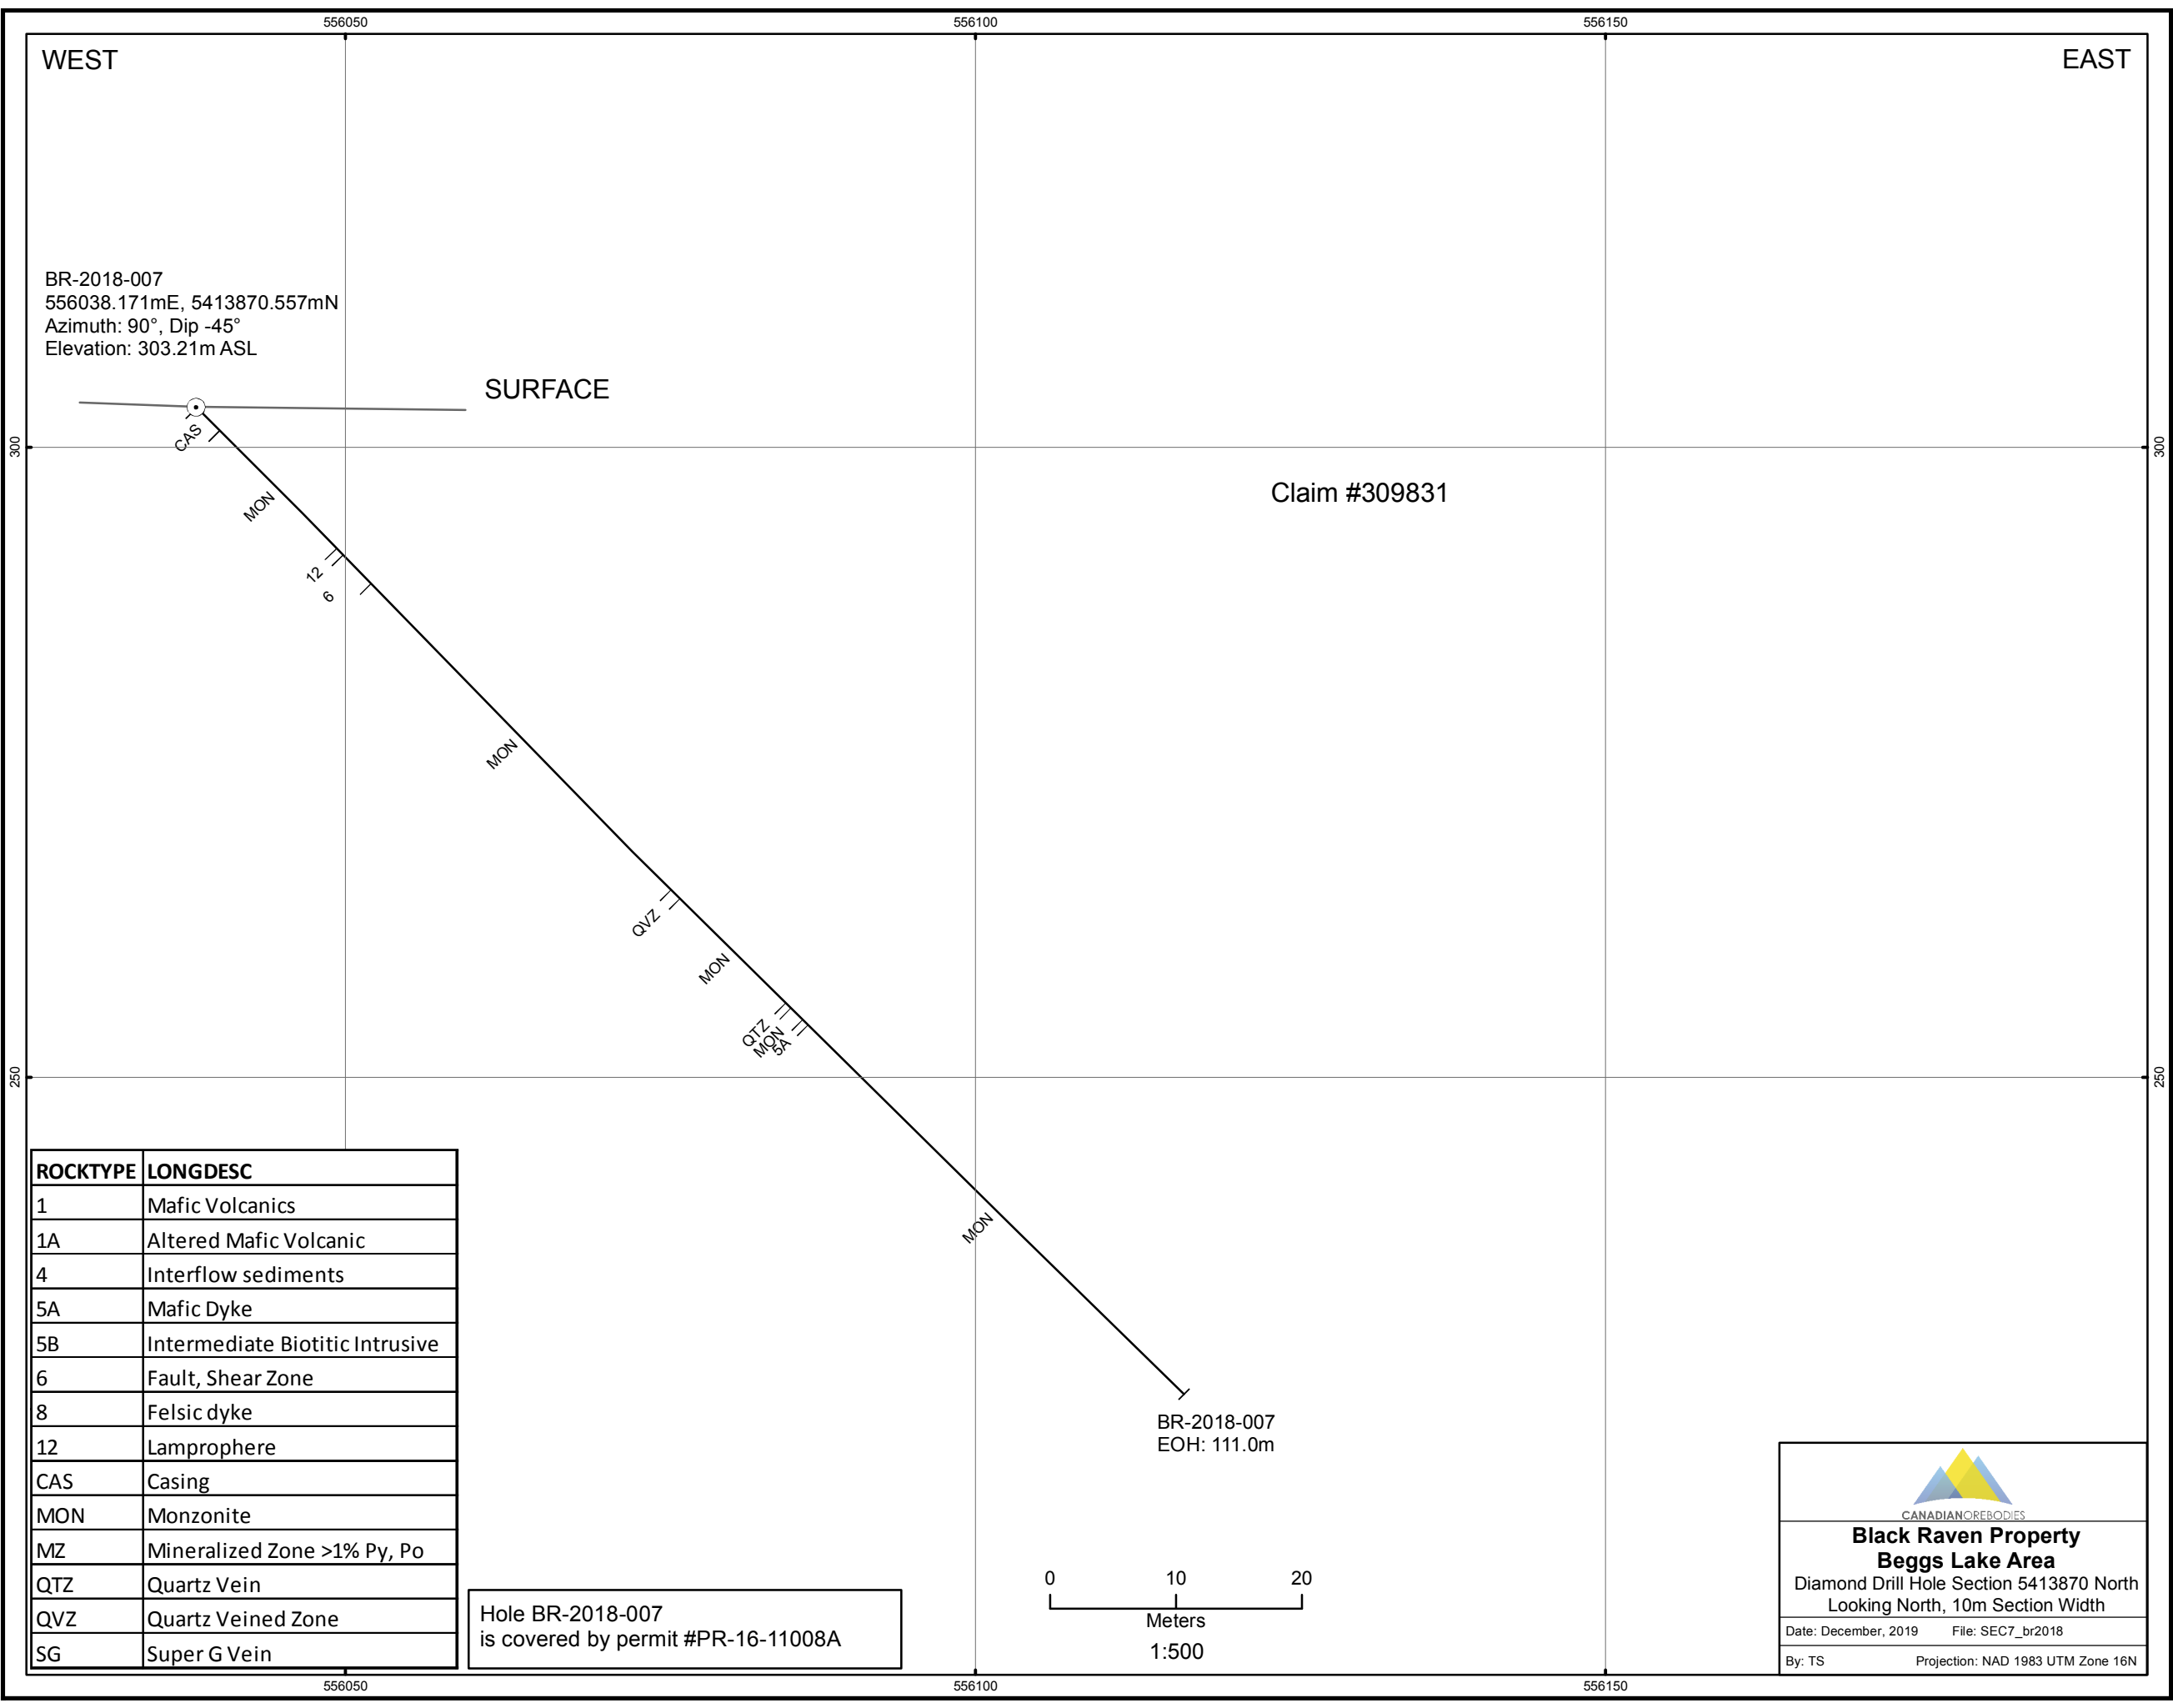 556050
556100
556150
WEST
EAST
BR-2018-007
556038.171mE, 5413870.557mN
Azimuth: 90°, Dip -45°
Elevation: 303.21m ASL
SURFACE
CAS
300
300
Claim #309831
MON
12
6
MON
QVZ
MON
QTZ
MON
5A
250
250
MON
BR-2018-007
EOH: 111.0m
ROCKTYPE LONGDESC
1 Mafic Volcanics
1A Altered Mafic Volcanic
4 Interflow sediments
5A Mafic Dyke
5B Intermediate Biotitic Intrusive
6 Fault, Shear Zone
8 Felsic dyke
12 Lamprophere
CAS Casing
MON Monzonite
MZ Mineralized Zone >1% Py, Po
QTZ Quartz Vein
QVZ Quartz Veined Zone
SG Super G Vein
Hole BR-2018-007
is covered by permit #PR-16-11008A
0 10 20
Meters
1:500
CANADIANOREBODIES
Black Raven Property
Beggs Lake Area
Diamond Drill Hole Section 5413870 North
Looking North, 10m Section Width
Date: December, 2019 File: SEC7_br2018
By: TS Projection: NAD 1983 UTM Zone 16N
556050
556100
556150